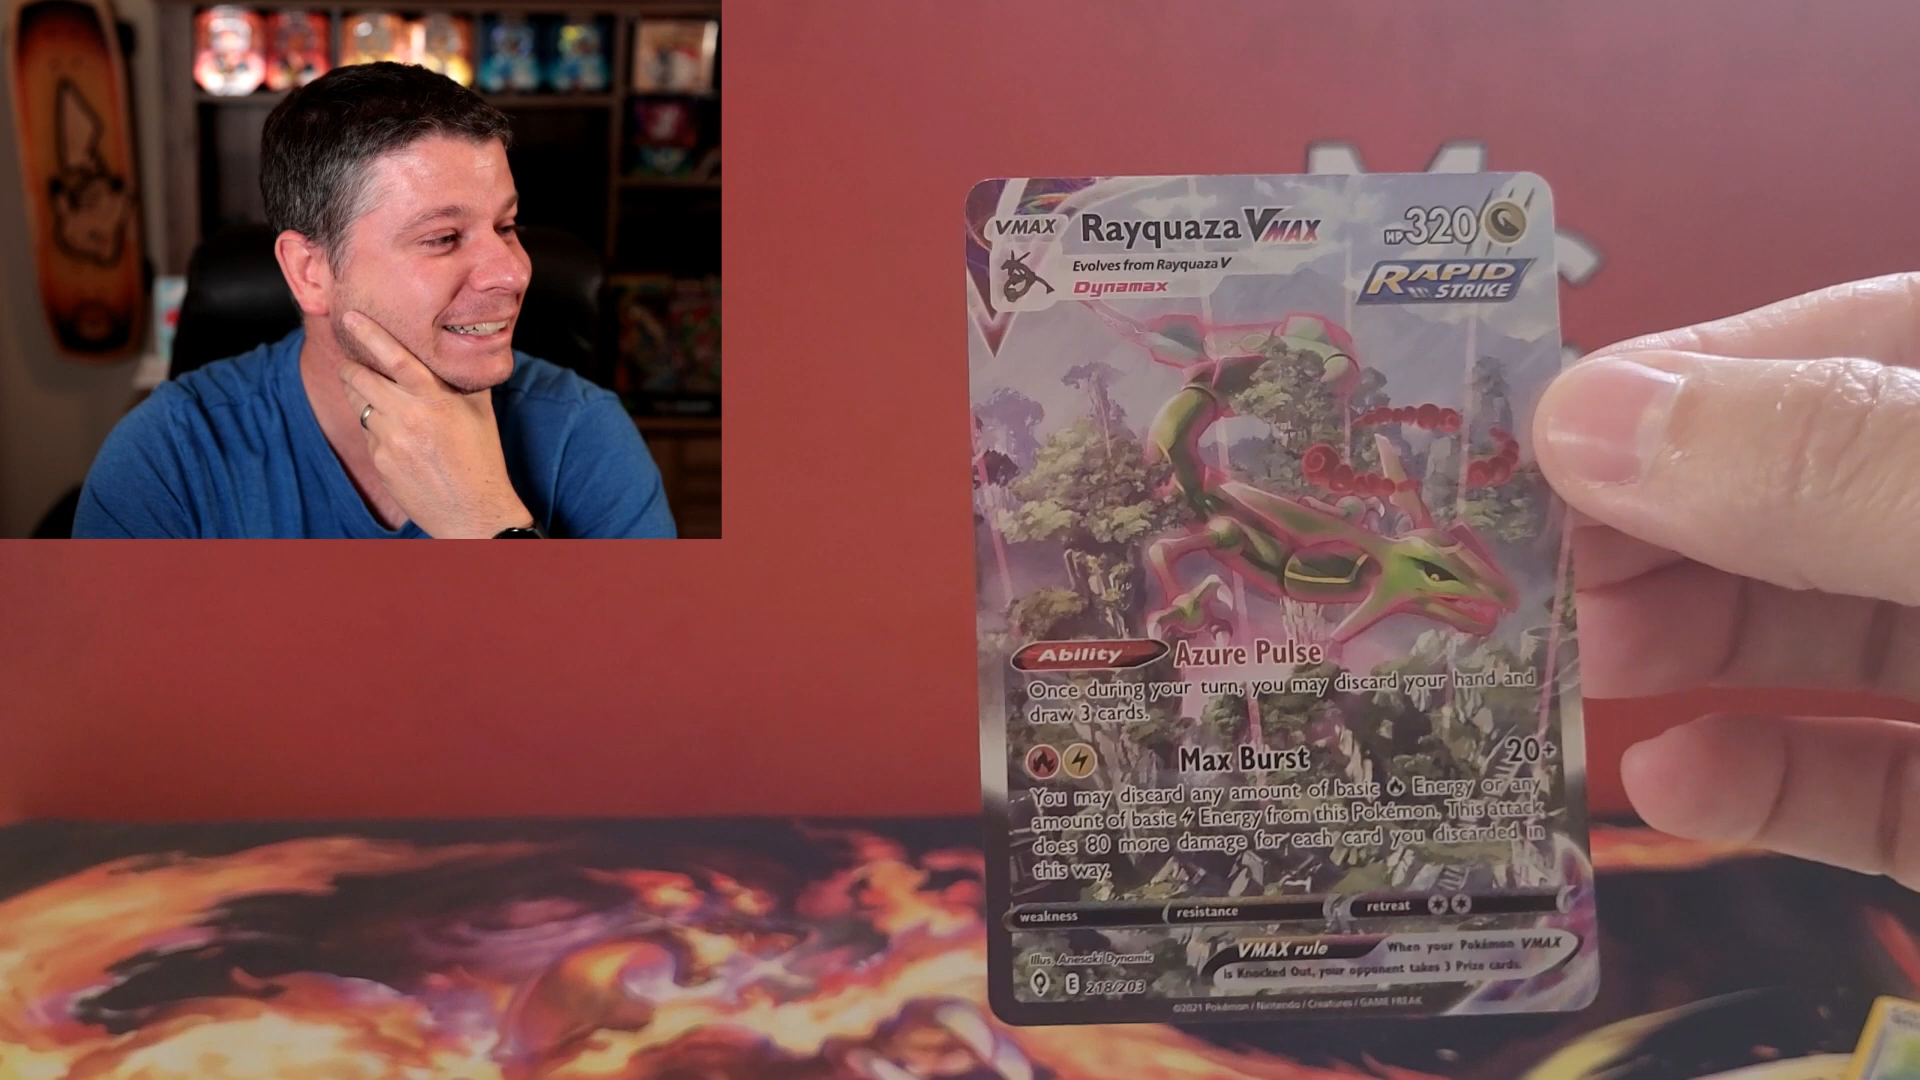 VMAX
Rayquaza VMAX
HP 320
Evolves from Rayquaza V
Dynamax
RAPID
STRIKE
Ability Azure Pulse
Once during your turn, you may discard your hand and
draw 3 cards.
Max Burst 20+
You may discard any amount of basic Energy or any
amount of basic Energy from this Pokémon. This attack
does 80 more damage for each card you discarded in
this way.
weakness resistance retreat
VMAX rule When your Pokémon VMAX
is Knocked Out, your opponent takes 3 Prize cards.
Illus. Anesaki Dynamic
E 218/203
©2021 Pokémon / Nintendo / Creatures / GAME FREAK